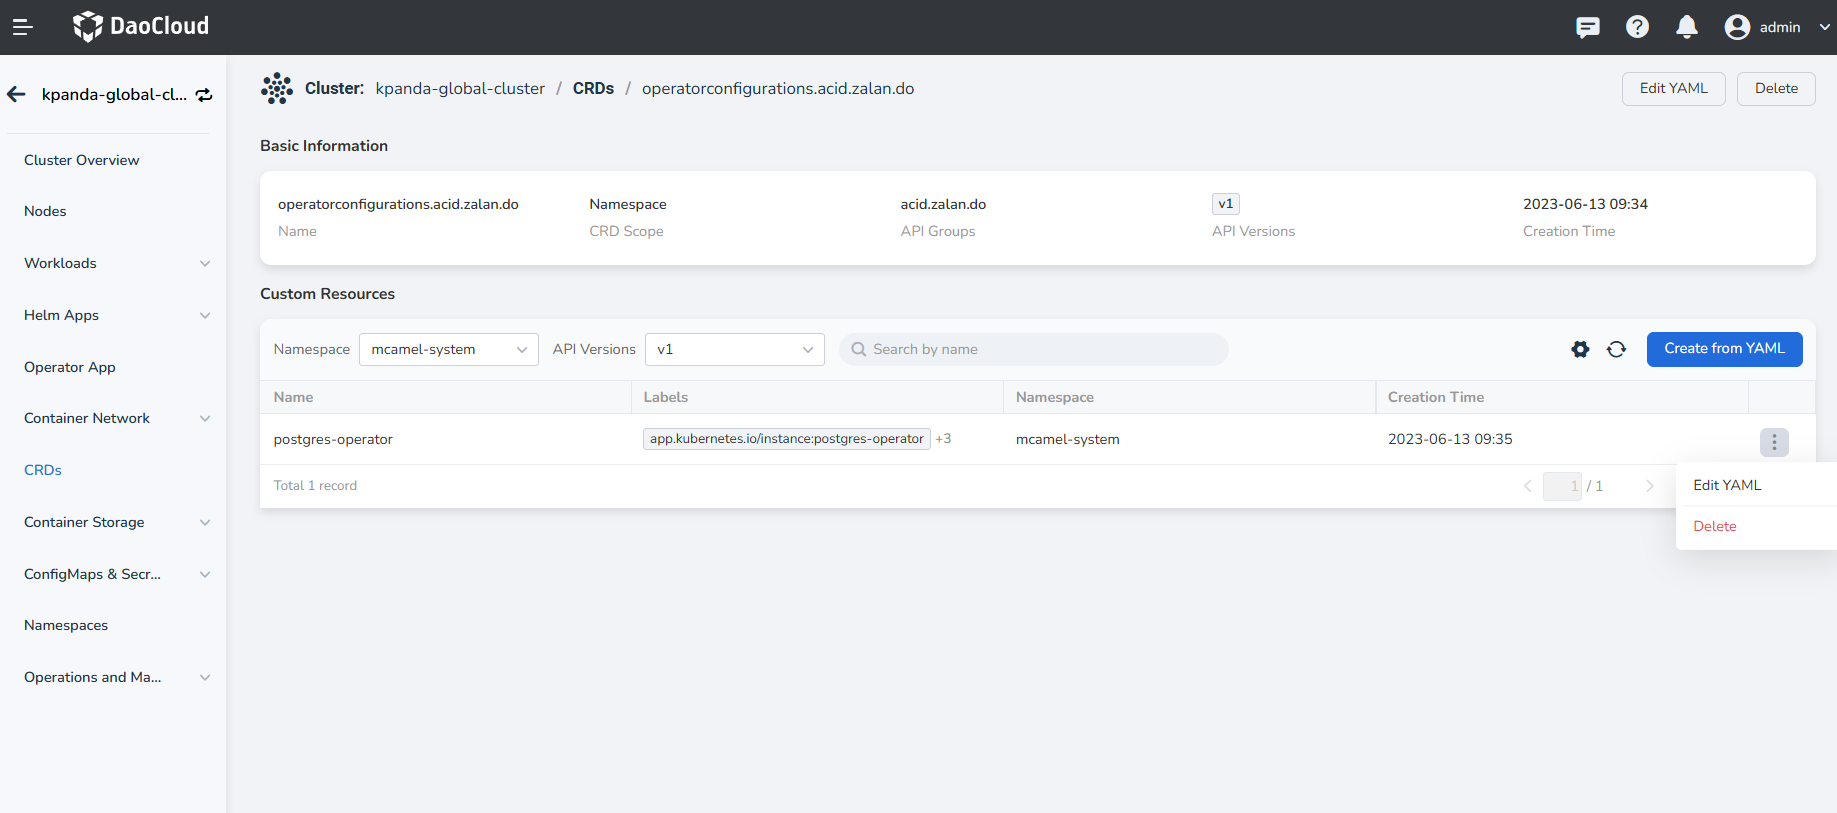 DaoCloud
admin
kpanda-global-cl...
Cluster: kpanda-global-cluster / CRDs / operatorconfigurations.acid.zalan.do
Edit YAML
Delete
Cluster Overview
Nodes
Workloads
Helm Apps
Operator App
Container Network
CRDs
Container Storage
ConfigMaps & Secr...
Namespaces
Operations and Ma...
Basic Information
operatorconfigurations.acid.zalan.do
Name
Namespace
CRD Scope
acid.zalan.do
API Groups
v1
API Versions
2023-06-13 09:34
Creation Time
Custom Resources
Namespace mcamel-system API Versions v1 Search by name Create from YAML
Name Labels Namespace Creation Time
postgres-operator app.kubernetes.io/instance:postgres-operator +3 mcamel-system 2023-06-13 09:35
Total 1 record 1 / 1
Edit YAML
Delete